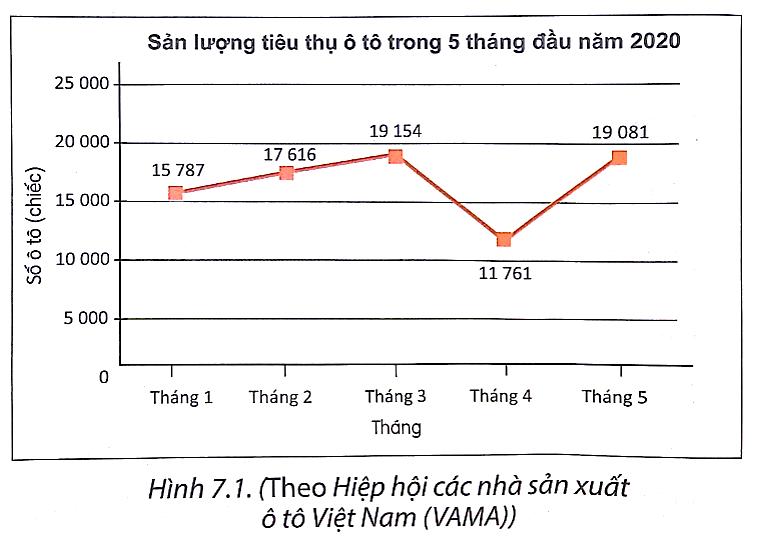 Sản lượng tiêu thụ ô tô trong 5 tháng đầu năm 2020
Số ô tô (chiếc)
25 000
20 000
15 000
10 000
5 000
0
15 787
17 616
19 154
11 761
19 081
Tháng 1
Tháng 2
Tháng 3
Tháng 4
Tháng 5
Tháng
Hình 7.1. (Theo Hiệp hội các nhà sản xuất
ô tô Việt Nam (VAMA))